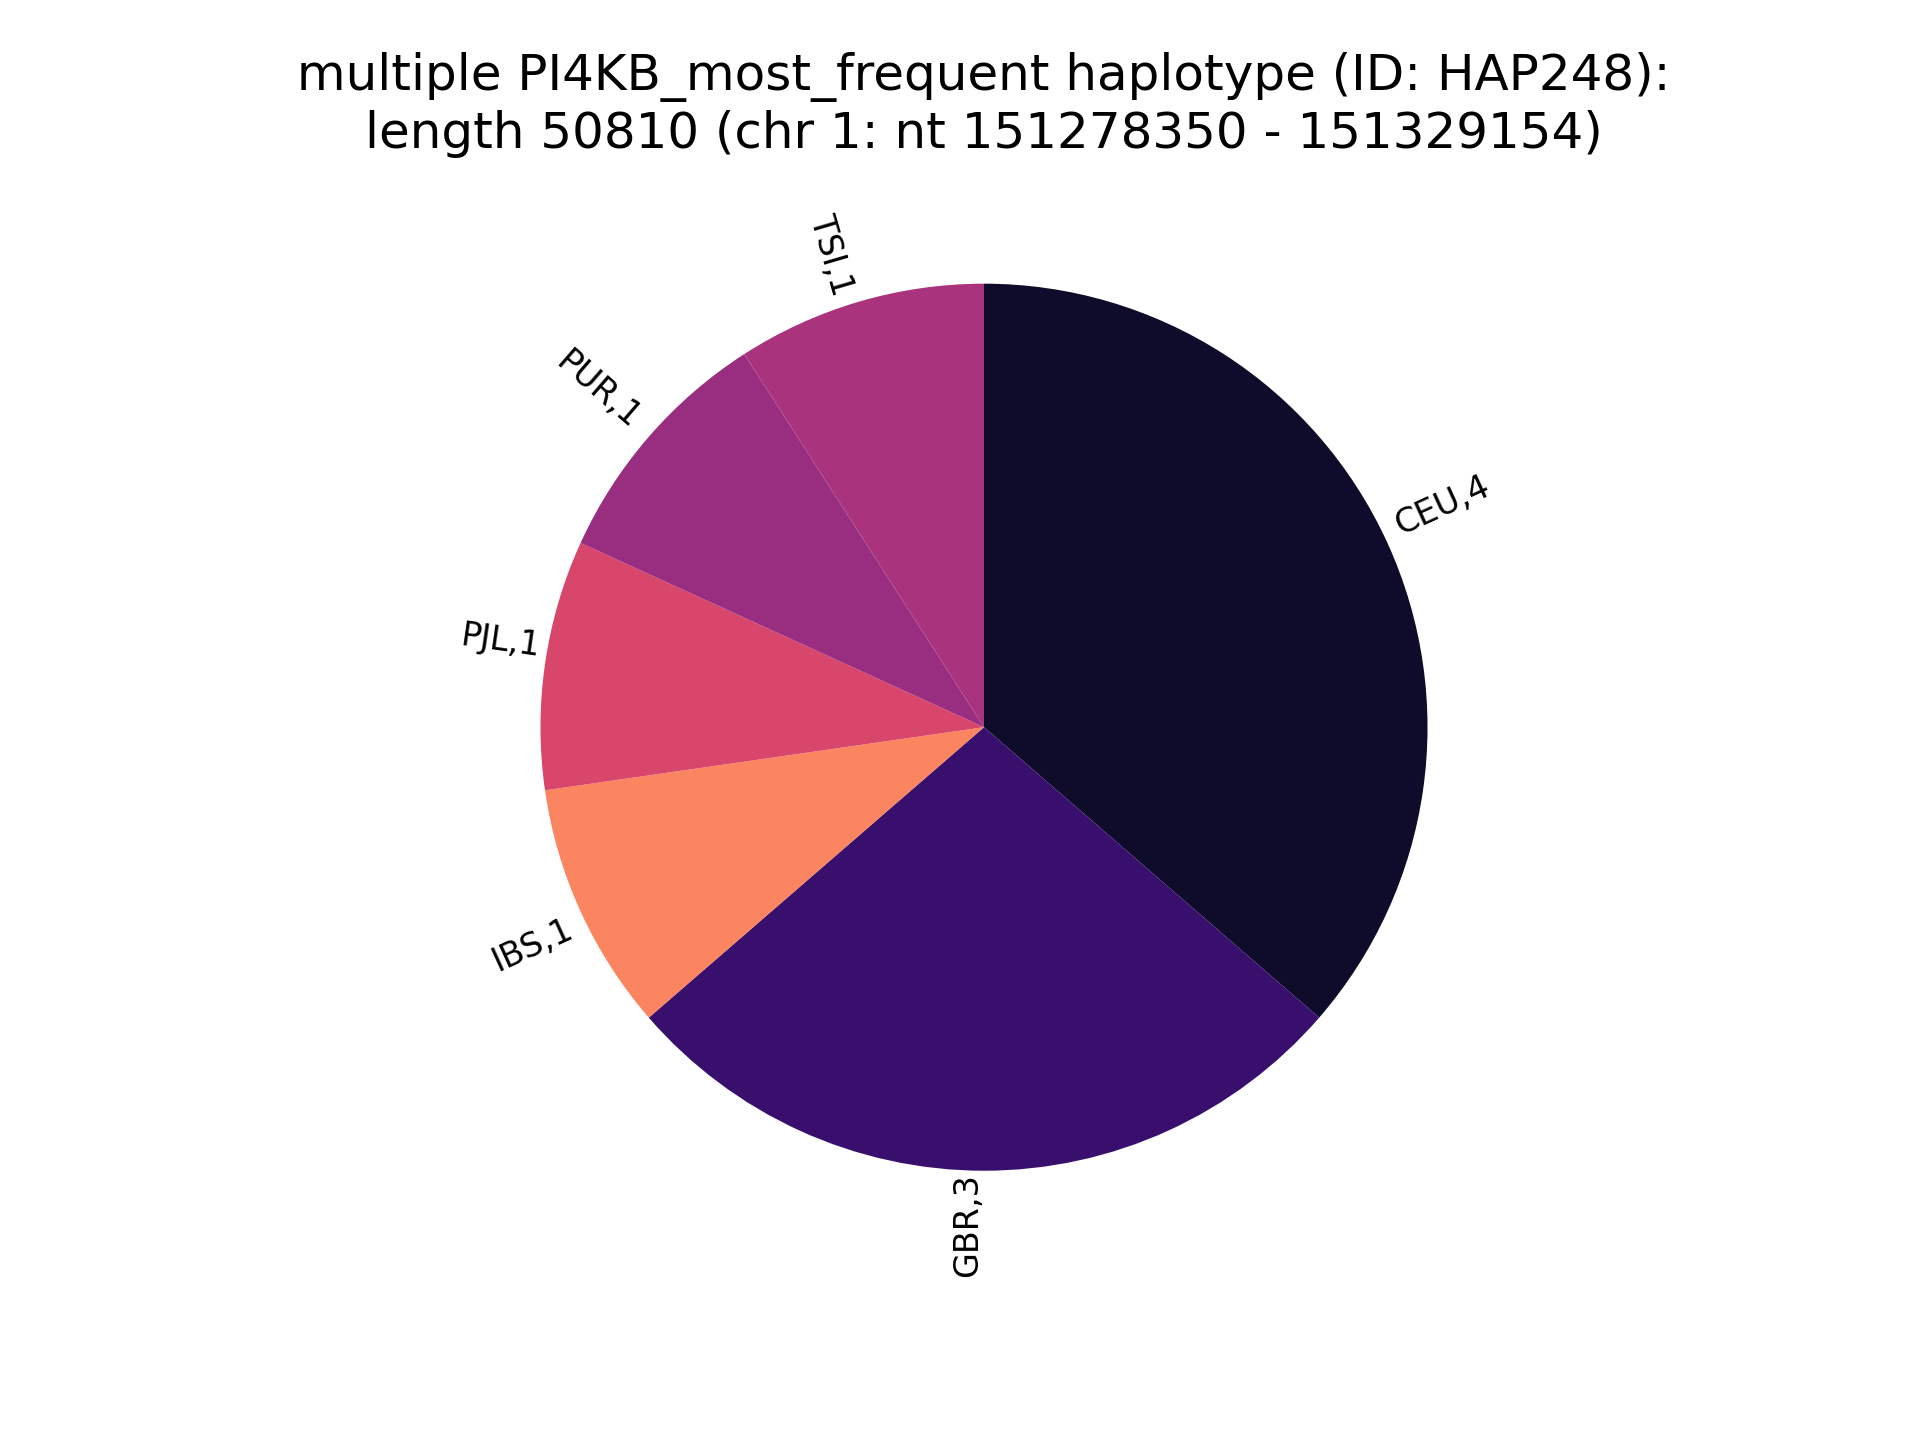 multiple PI4KB_most_frequent haplotype (ID: HAP248):
length 50810 (chr 1: nt 151278350 - 151329154)
TSI,1
PUR,1
CEU,4
PJL,1
IBS,1
GBR,3